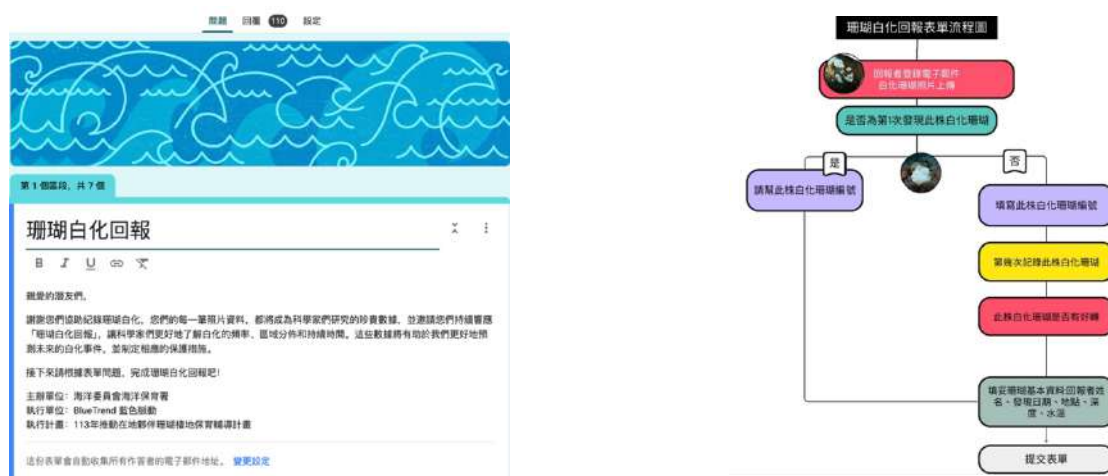 問題 回覆 110 設定
第 1 個區段，共 7 個
珊瑚白化回報
B I U
親愛的潛友們，
謝謝您們協助紀錄珊瑚白化，您們的每一筆照片資料，都將成為科學家們研究的珍貴數據，並邀請您們持續響應
「珊瑚白化回報」，讓科學家們更好地了解白化的頻率、區域分佈和持續時間。這些數據將有助於我們更好地預
測未來的白化事件，並制定相應的保護措施。
接下來請根據表單問題，完成珊瑚白化回報吧!
主辦單位：海洋委員會海洋保育署
執行單位：BlueTrend 藍色脈動
執行計畫：113年推動在地夥伴珊瑚棲地保育輔導計畫
這份表單會自動收集所有作答者的電子郵件地址。 變更設定
珊瑚白化回報表單流程圖
回報者登錄電子郵件
白化珊瑚照片上傳
是否為第1次發現此株白化珊瑚
是
否
請幫此株白化珊瑚編號
填寫此株白化珊瑚編號
第幾次記錄此株白化珊瑚
此株白化珊瑚是否有好轉
填妥珊瑚基本資料:回報者姓
名、發現日期、地點、深
度、水溫
提交表單